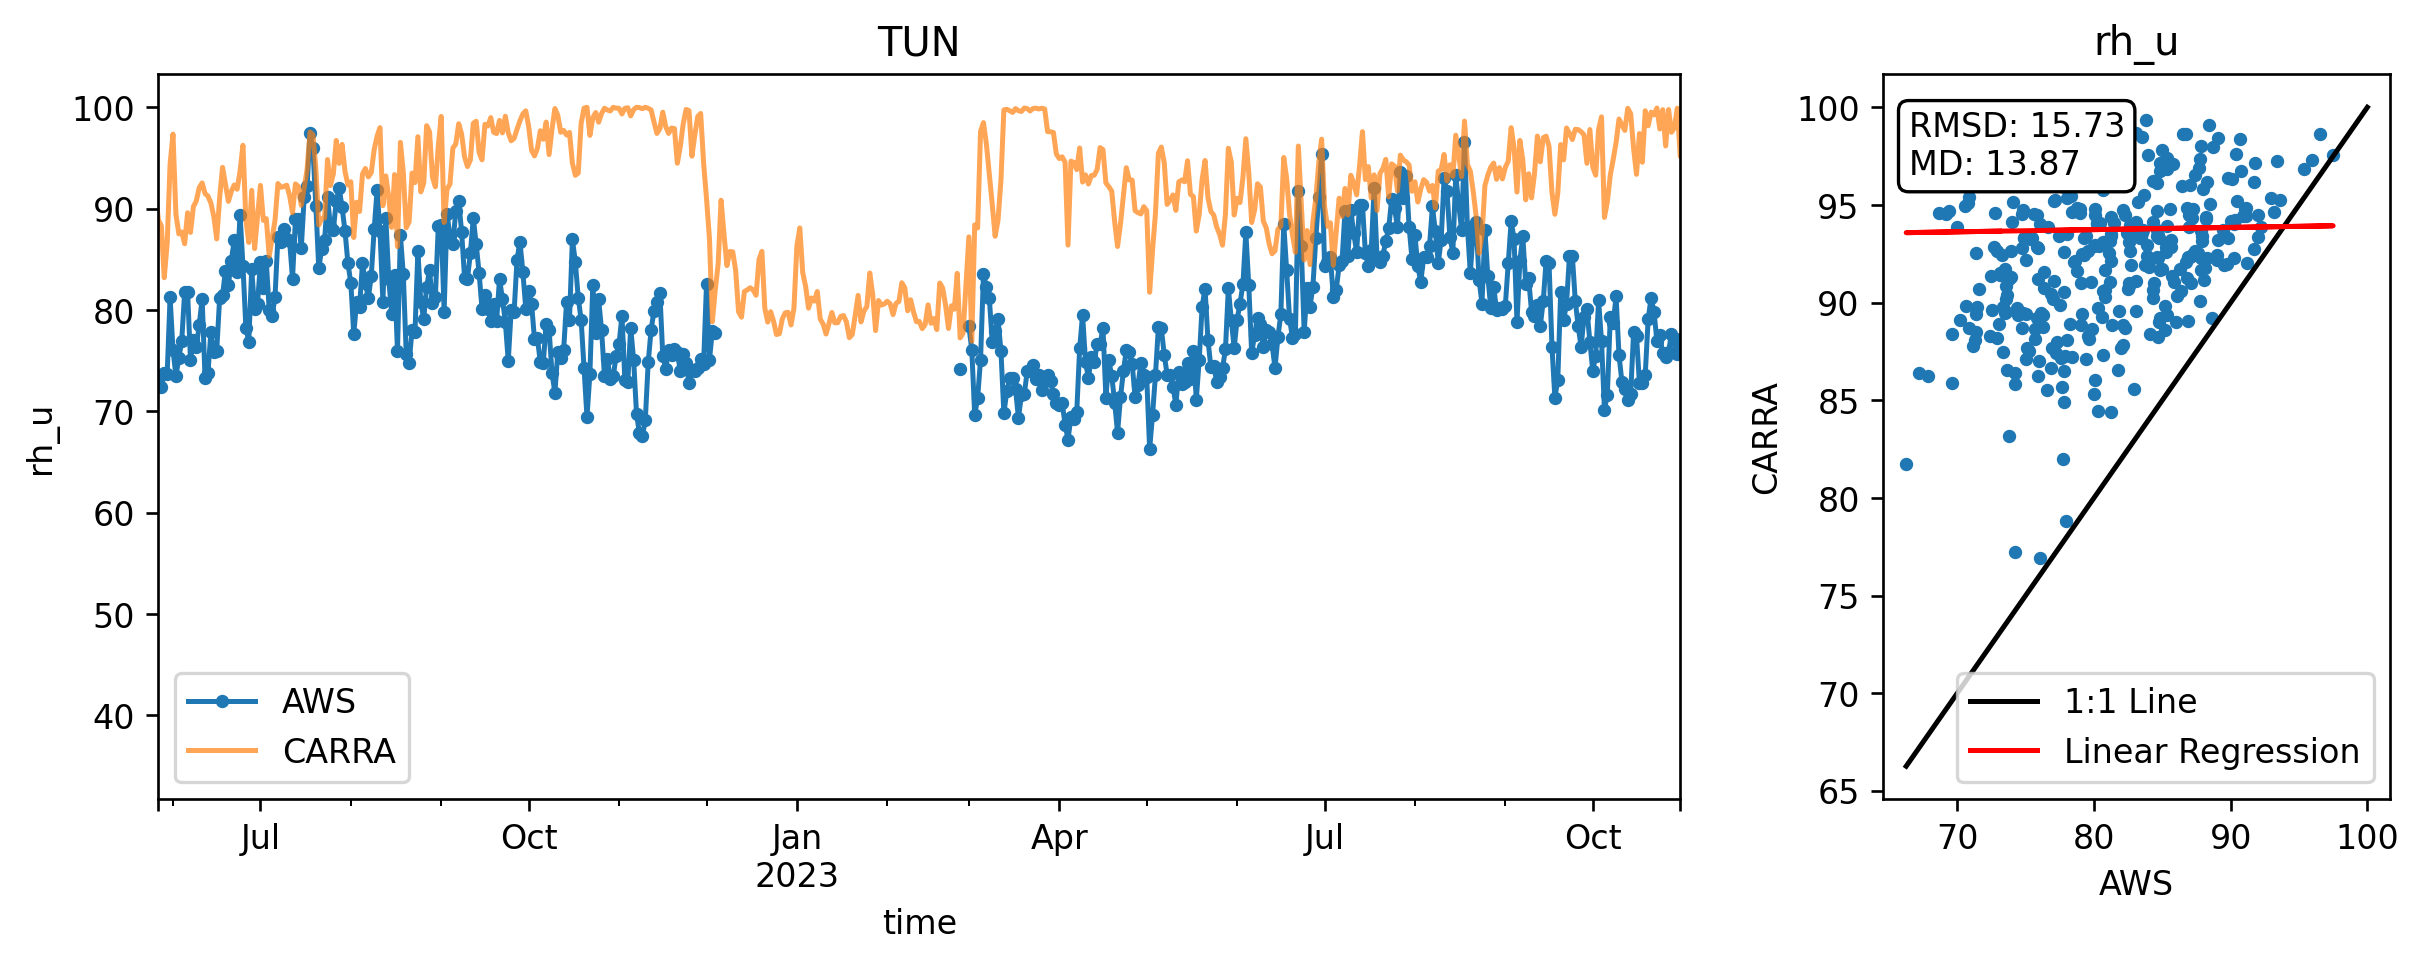 TUN
rh_u
100
90
80
70
60
50
40
AWS
CARRA
Jul
Oct
Jan
2023
Apr
Jul
Oct
time
rh_u
RMSD: 15.73
MD: 13.87
CARRA
100
95
90
85
80
75
70
65
1:1 Line
Linear Regression
70
80
90
100
AWS